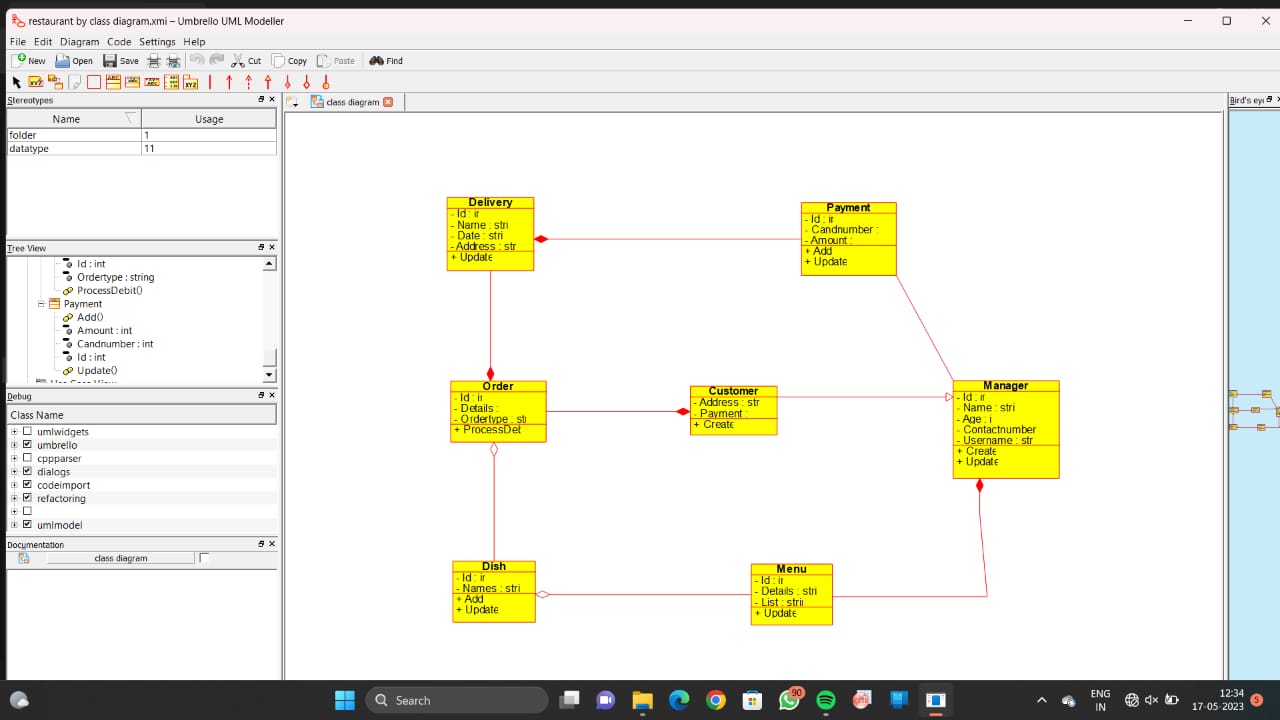 restaurant by class diagram.xmi – Umbrello UML Modeller
File Edit Diagram Code Settings Help
New Open Save Cut Copy Paste Find
Stereotypes
Name Usage
folder 1
datatype 11
Tree View
Id : int
Ordertype : string
ProcessDebit()
Payment
Add()
Amount : int
Candnumber : int
Id : int
Update()
Debug
Class Name
umlwidgets
umbrello
cppparser
dialogs
codeimport
refactoring
umlmodel
Documentation
class diagram
class diagram
Bird's eye
Delivery
- Id : ir
- Name : stri
- Date : stri
- Address : str
+ Update
Payment
- Id : ir
- Candnumber :
- Amount :
+ Add
+ Update
Order
- Id : ir
- Details :
- Ordertype : sti
+ ProcessDet
Customer
- Address : str
- Payment :
+ Create
Manager
- Id : ir
- Name : stri
- Age : i
- Contactnumber
- Username : str
+ Create
+ Update
Dish
- Id : ir
- Names : stri
+ Add
+ Update
Menu
- Id : ir
- Details : stri
- List : strii
+ Update
Search
90
ENG
IN
12:34
17-05-2023
5